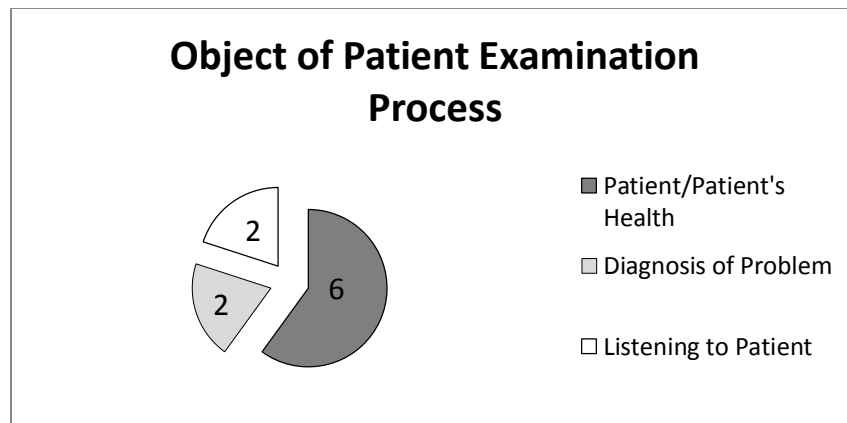 Object of Patient Examination
Process
2
6
2
Patient/Patient's
Health
Diagnosis of Problem
Listening to Patient